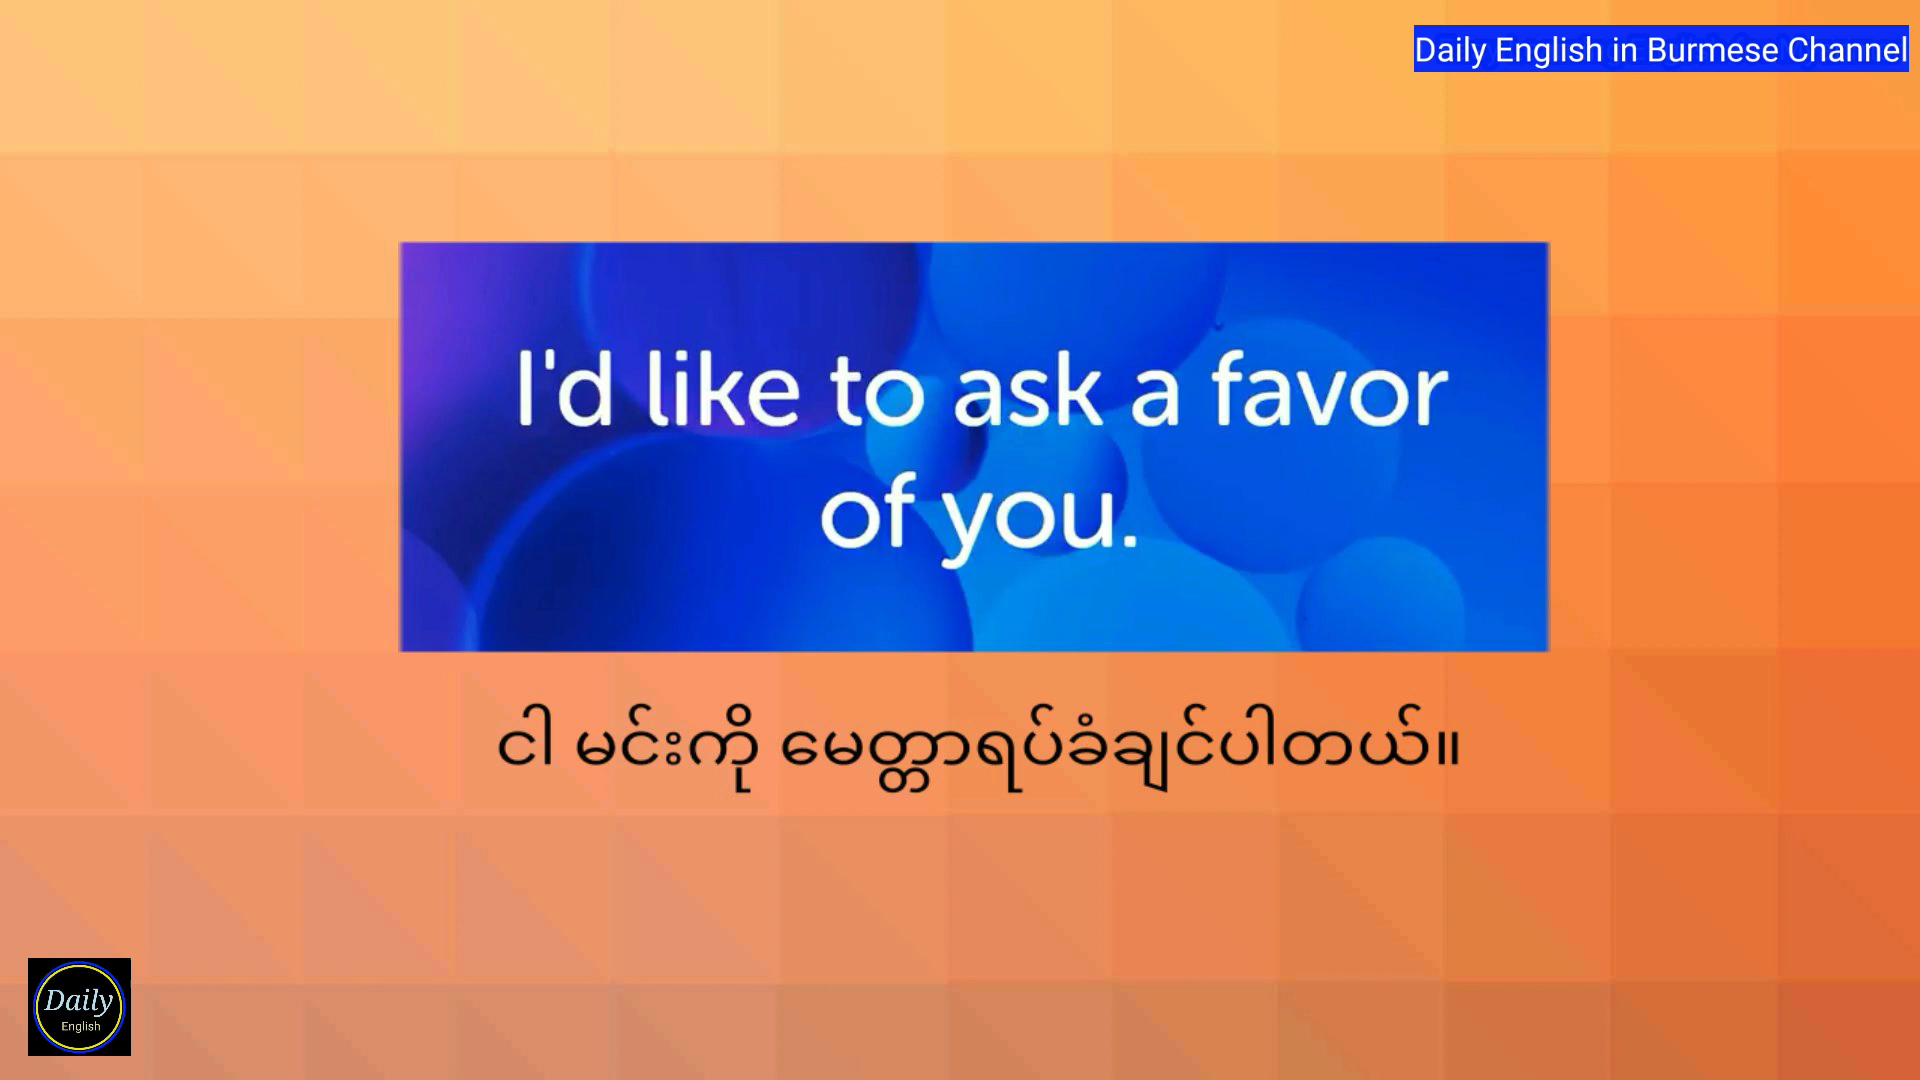 Daily English in Burmese Channel
I'd like to ask a favor
of you.
ငါ မင်းကို မေတ္တာရပ်ခံချင်ပါတယ်။
Daily
English